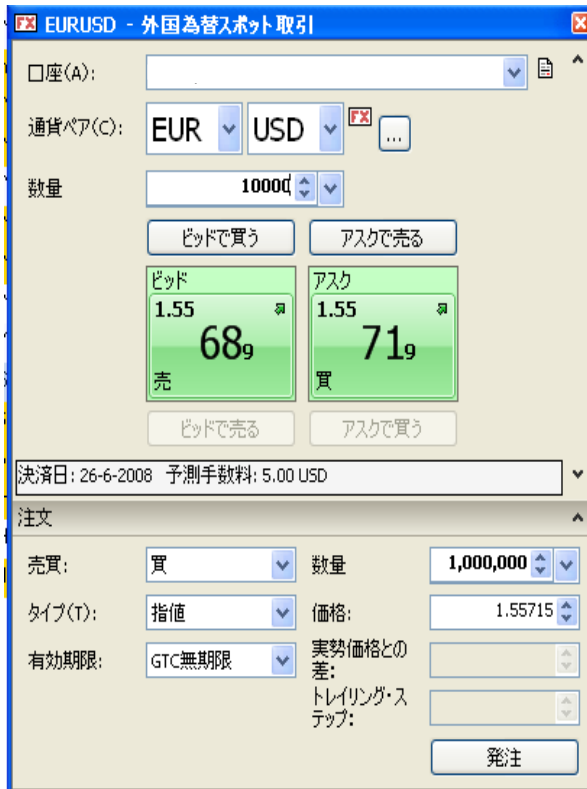 FX EURUSD - 外国為替スポット取引
口座(A):
通貨ペア(C): EUR USD FX ...
数量 10000
ビッドで買う アスクで売る
ビッド アスク
1.55 1.55
689 719
売 買
ビッドで売る アスクで買う
決済日: 26-6-2008 予測手数料: 5.00 USD
注文
売買: 買 数量 1,000,000
タイプ(T): 指値 価格: 1.55715
有効期限: GTC無期限 実勢価格との
差:
トレイリング・ス
テップ:
発注